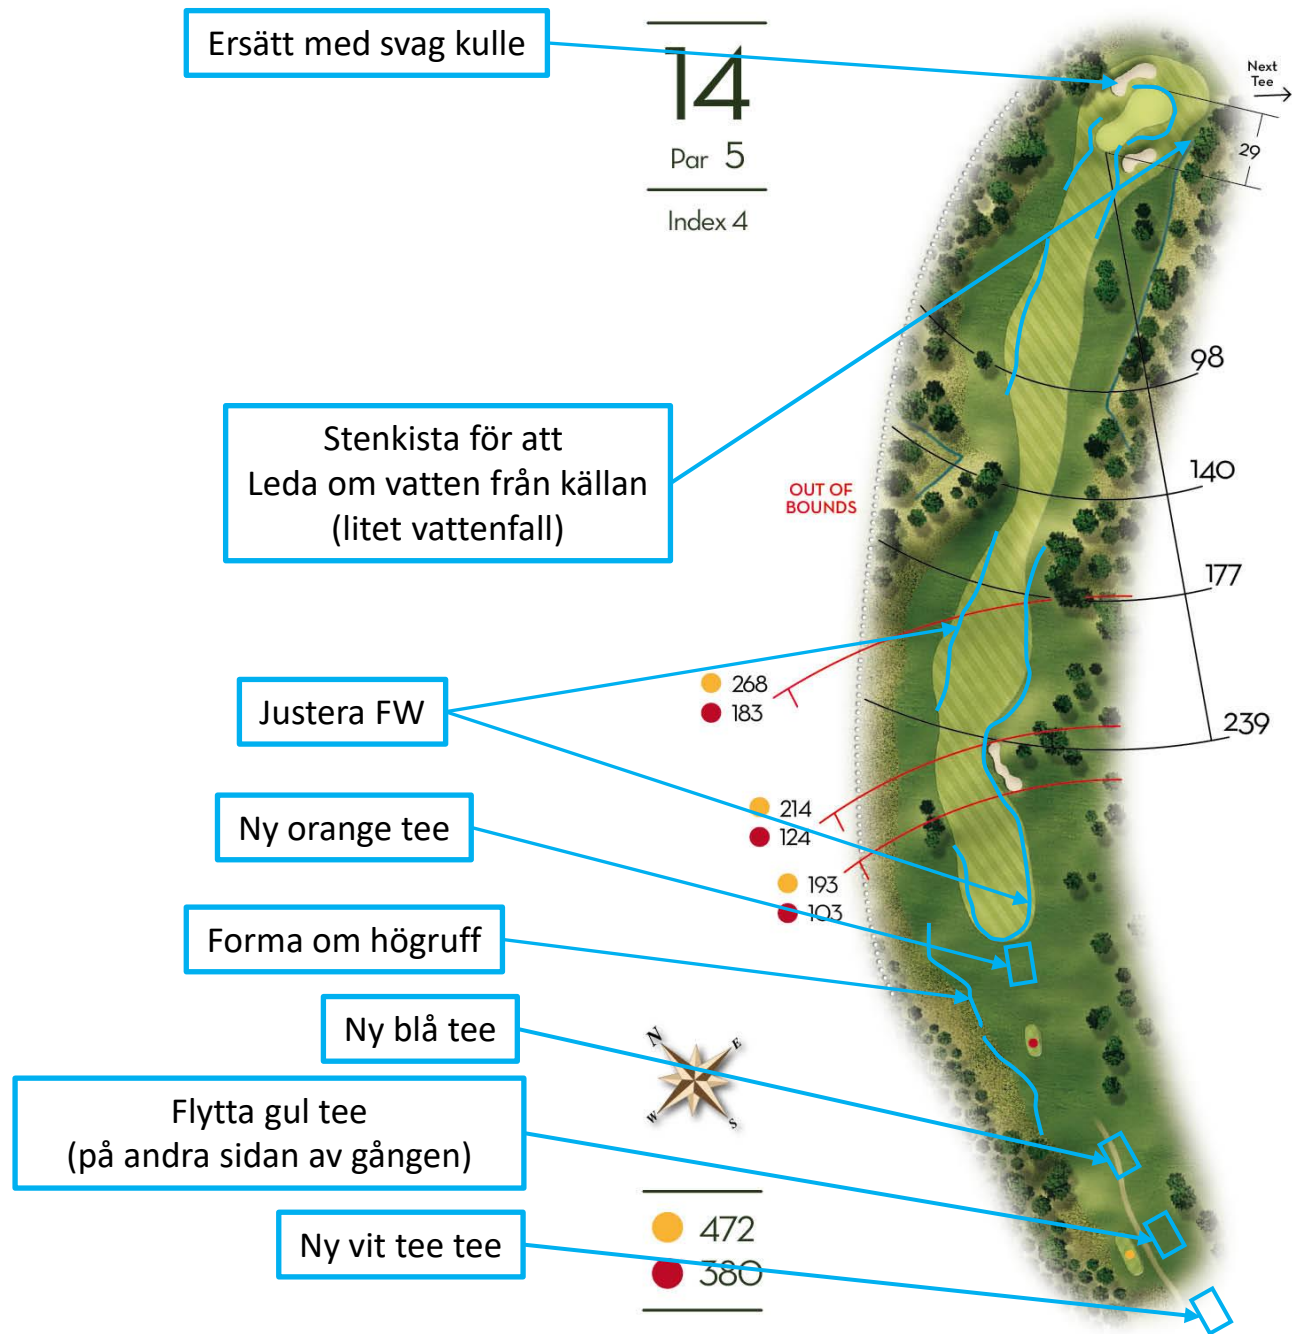 Ersätt med svag kulle
14
Par 5
Index 4
Next
Tee
29
Stenkista för att
Leda om vatten från källan
(litet vattenfall)
98
140
OUT OF
BOUNDS
177
268
183
239
Justera FW
214
124
Ny orange tee
193
103
Forma om högruff
Ny blå tee
N
E
W
S
Flytta gul tee
(på andra sidan av gången)
Ny vit tee tee
472
380